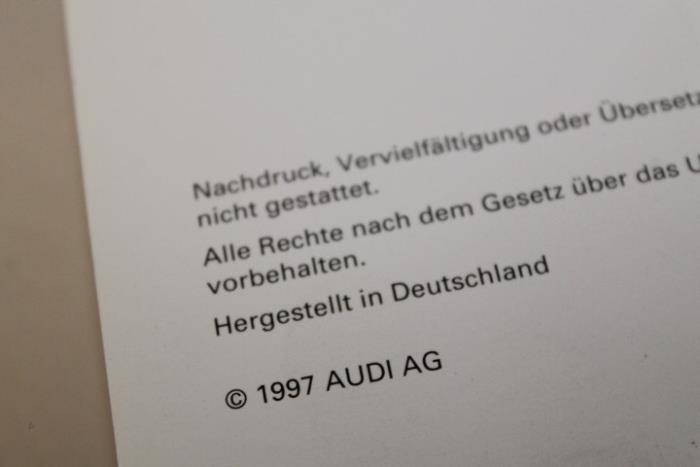 Nachdruck, Vervielfältigung oder
nicht gestattet.
Alle Rechte nach dem Gesetz über das
vorbehalten.
Hergestellt in Deutschland
© 1997 AUDI AG